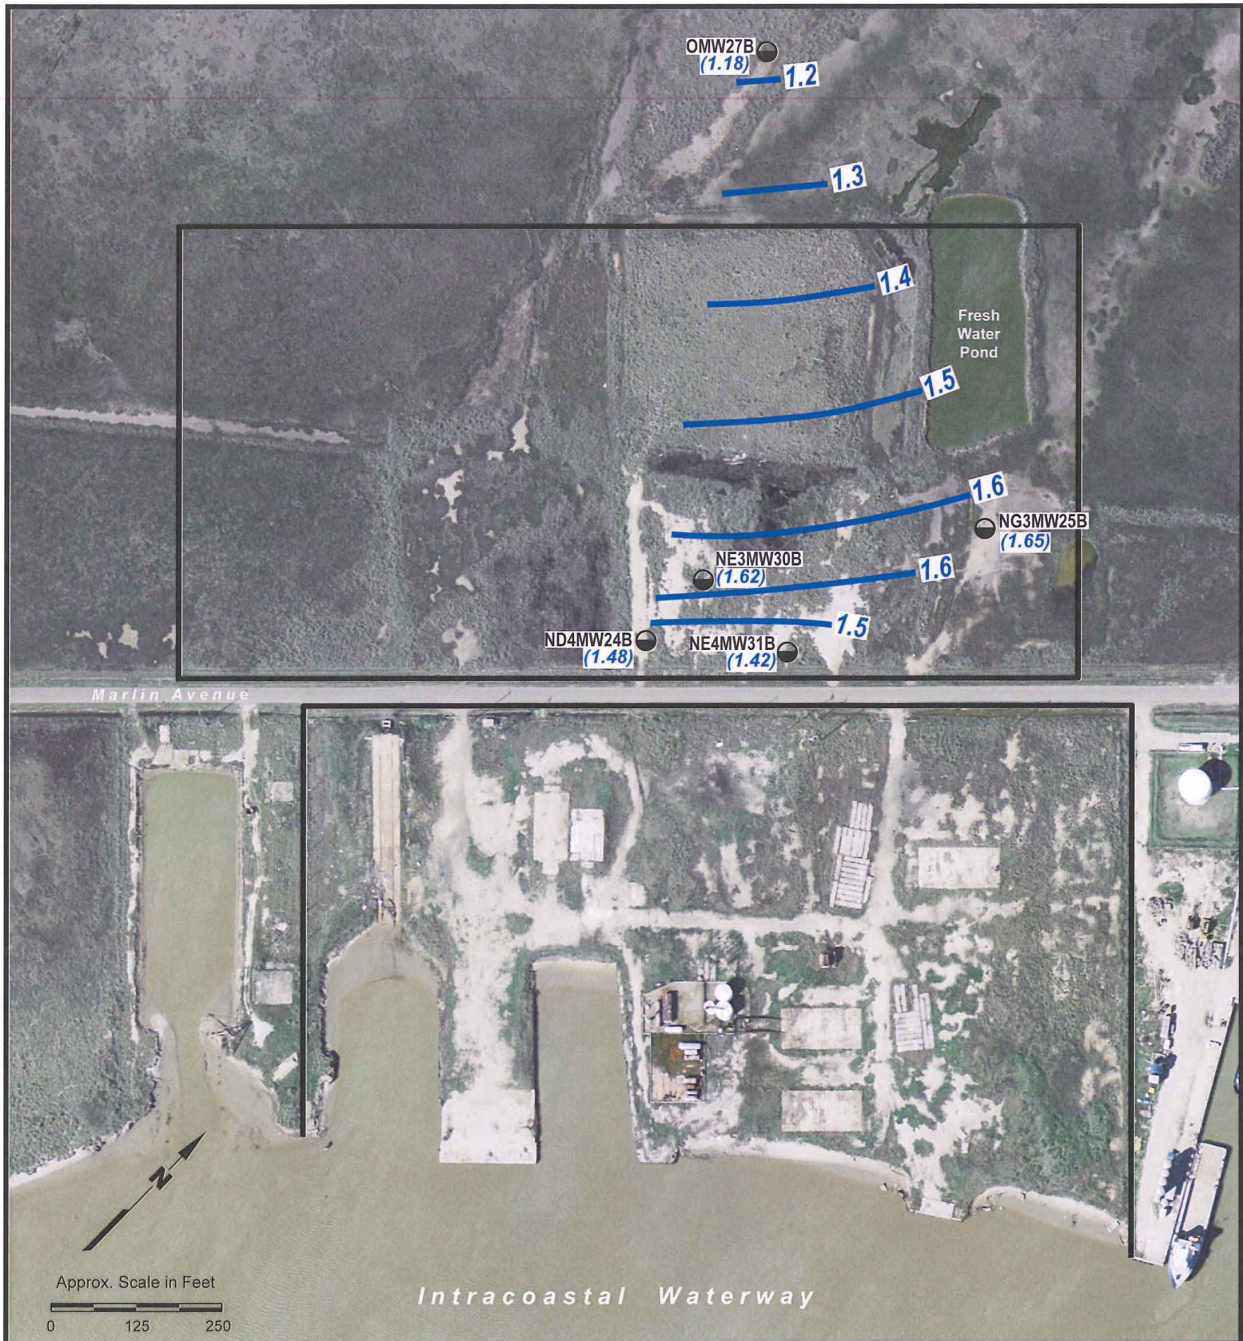 OMW27B
(1.18)
1.2
1.3
1.4
Fresh
Water
Pond
1.5
1.6
NG3MW25B
(1.65)
NE3MW30B
(1.62)
1.6
1.5
ND4MW24B
(1.48)
NE4MW31B
(1.42)
Marlin Avenue
N
Approx. Scale in Feet
0 125 250
Intracoastal Waterway